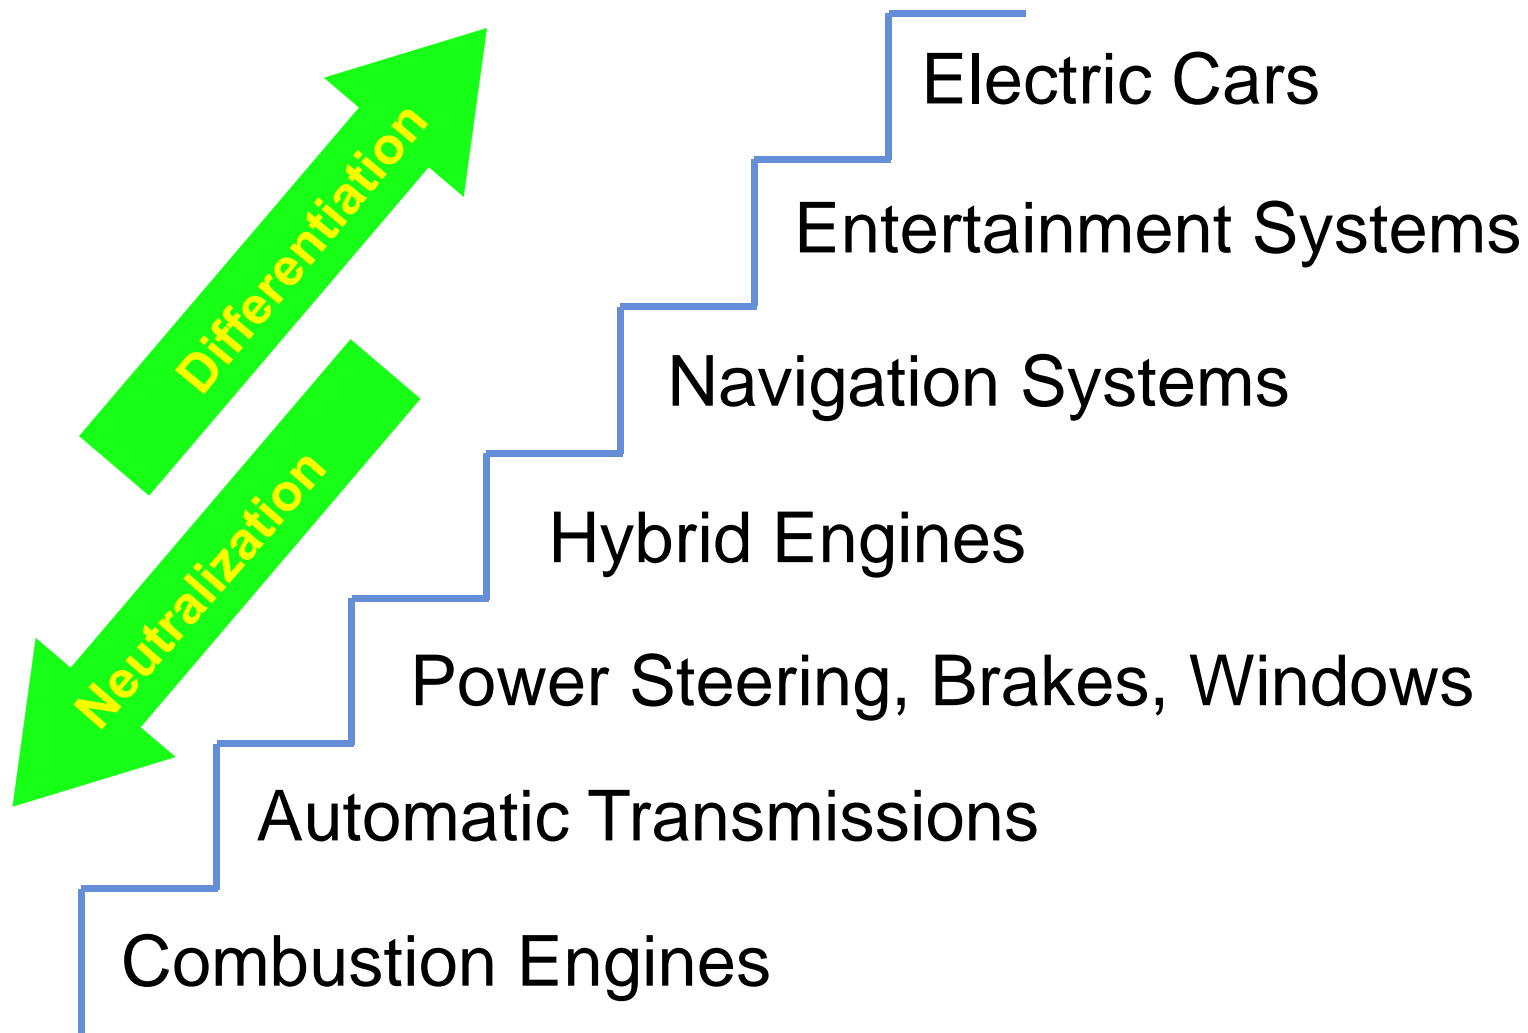 Electric Cars
Differentiation
Entertainment Systems
Navigation Systems
Hybrid Engines
Neutralization
Power Steering, Brakes, Windows
Automatic Transmissions
Combustion Engines